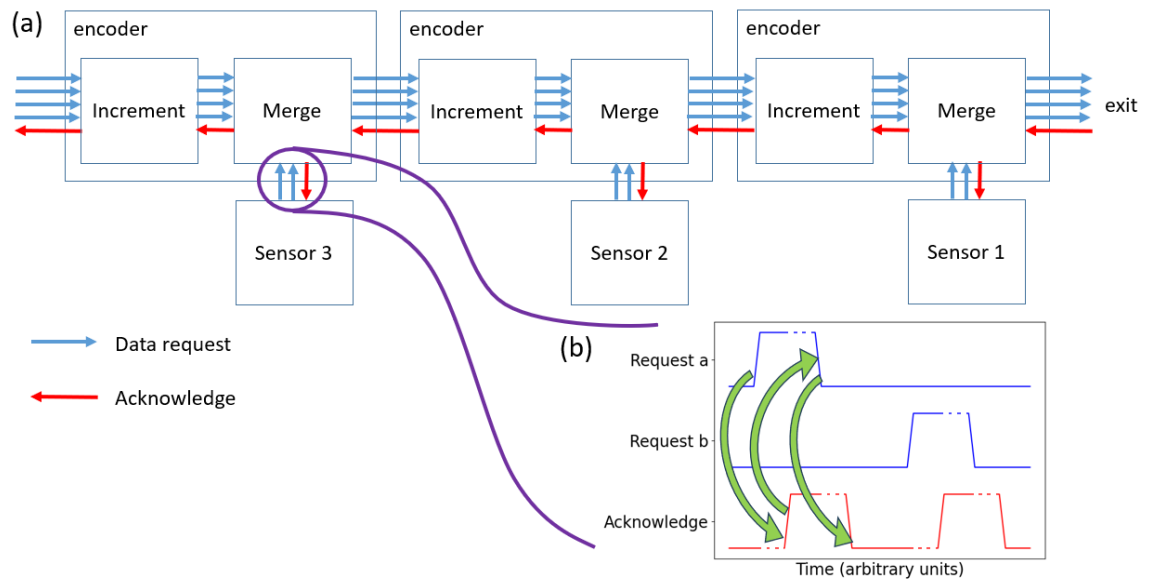 (a)
encoder
encoder
encoder
Increment
Merge
Increment
Merge
Increment
Merge
exit
Sensor 3
Sensor 2
Sensor 1
Data request
Acknowledge
(b)
Request a
Request b
Acknowledge
Time (arbitrary units)